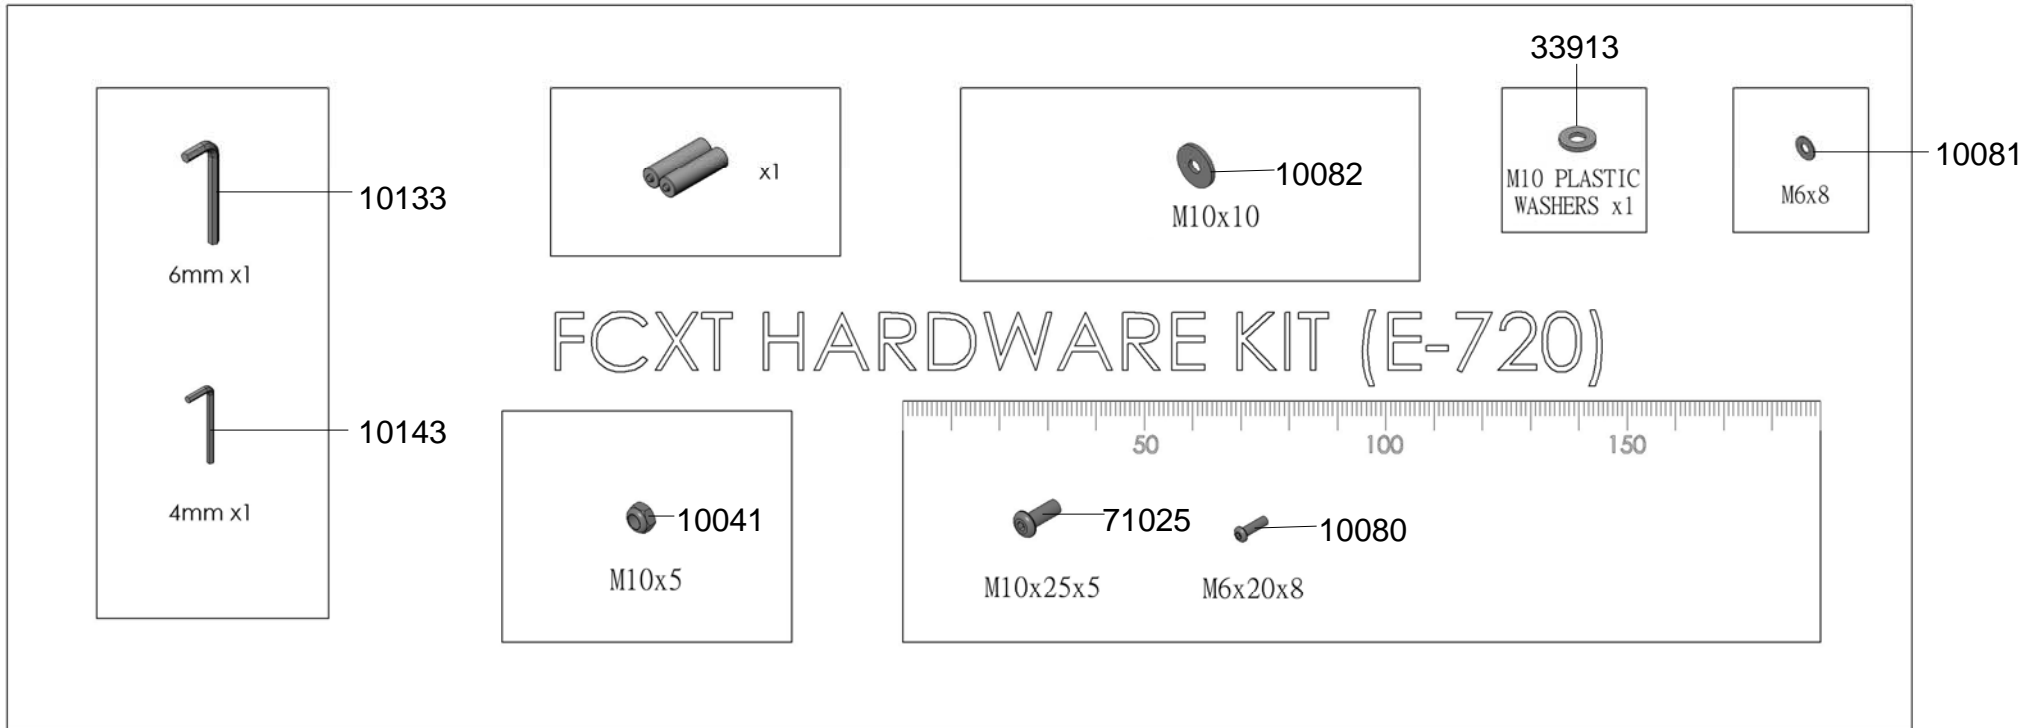 33913
10133
6mm x1
x1
10082
M10x10
M10 PLASTIC
WASHERS x1
10081
M6x8
FCXT HARDWARE KIT (E-720)
10143
4mm x1
10041
M10x5
50 100 150
71025
M10x25x5
10080
M6x20x8